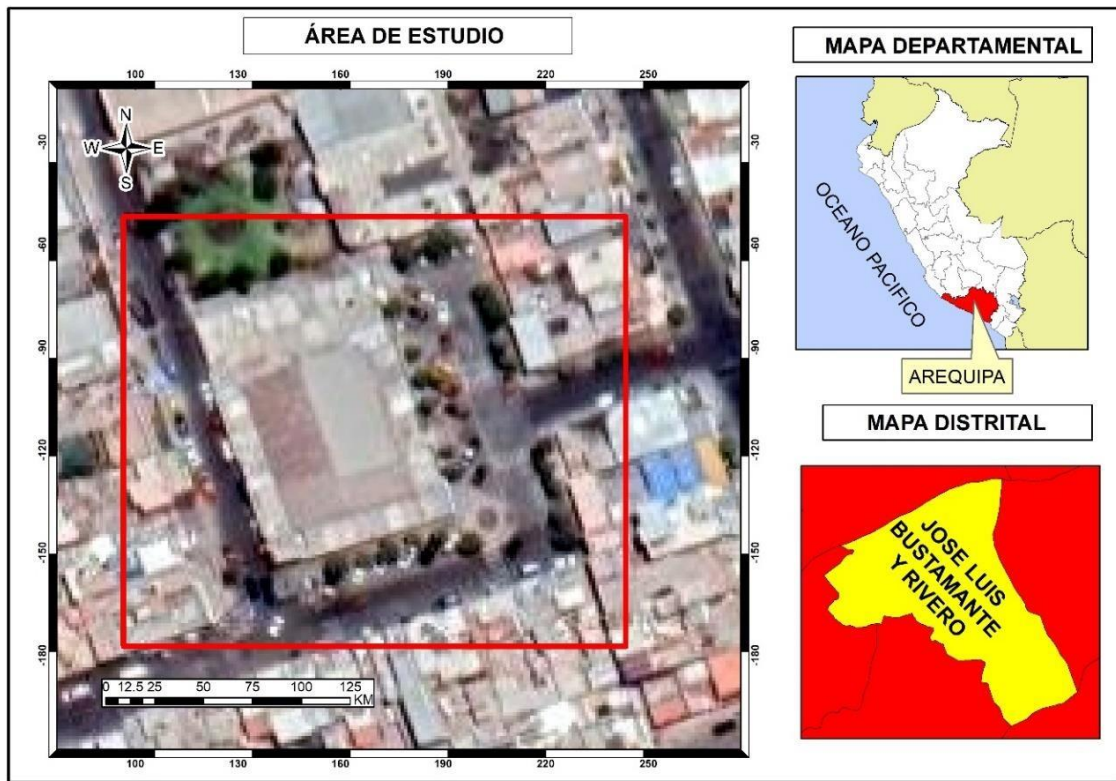 ÁREA DE ESTUDIO
100 130 160 190 220 250
N
W E
S
-30
-60
-90
-120
-150
-180
-30
-60
-90
-120
-150
-180
0 12.5 25 50 75 100 125
KM
100 130 160 190 220 250
MAPA DEPARTAMENTAL
OCEANO PACIFICO
AREQUIPA
MAPA DISTRITAL
JOSE LUIS
BUSTAMANTE
Y RIVERO